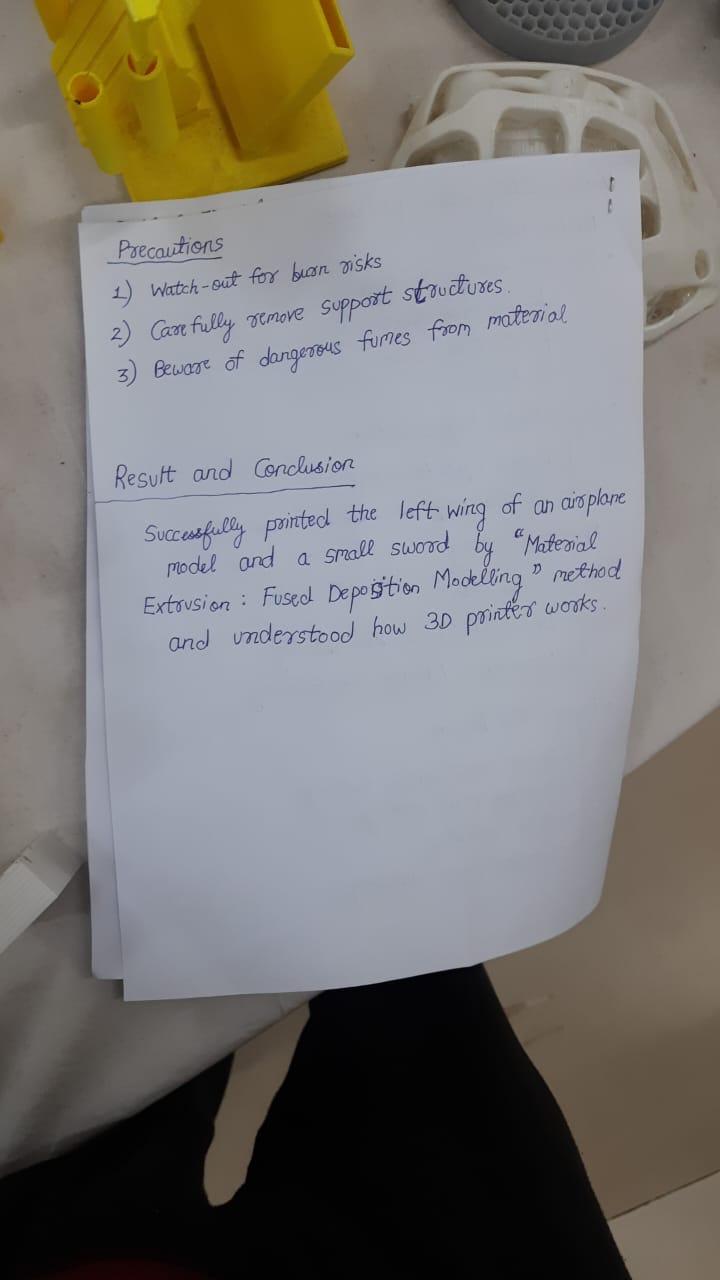 Precautions
1) Watch-out for burn risks
2) Carefully remove support structures.
3) Beware of dangerous fumes from material
Result and Conclusion
Successfully printed the left wing of an airplane
model and a small sword by "Material
Extrusion : Fused Deposition Modelling" method
and understood how 3D printer works.